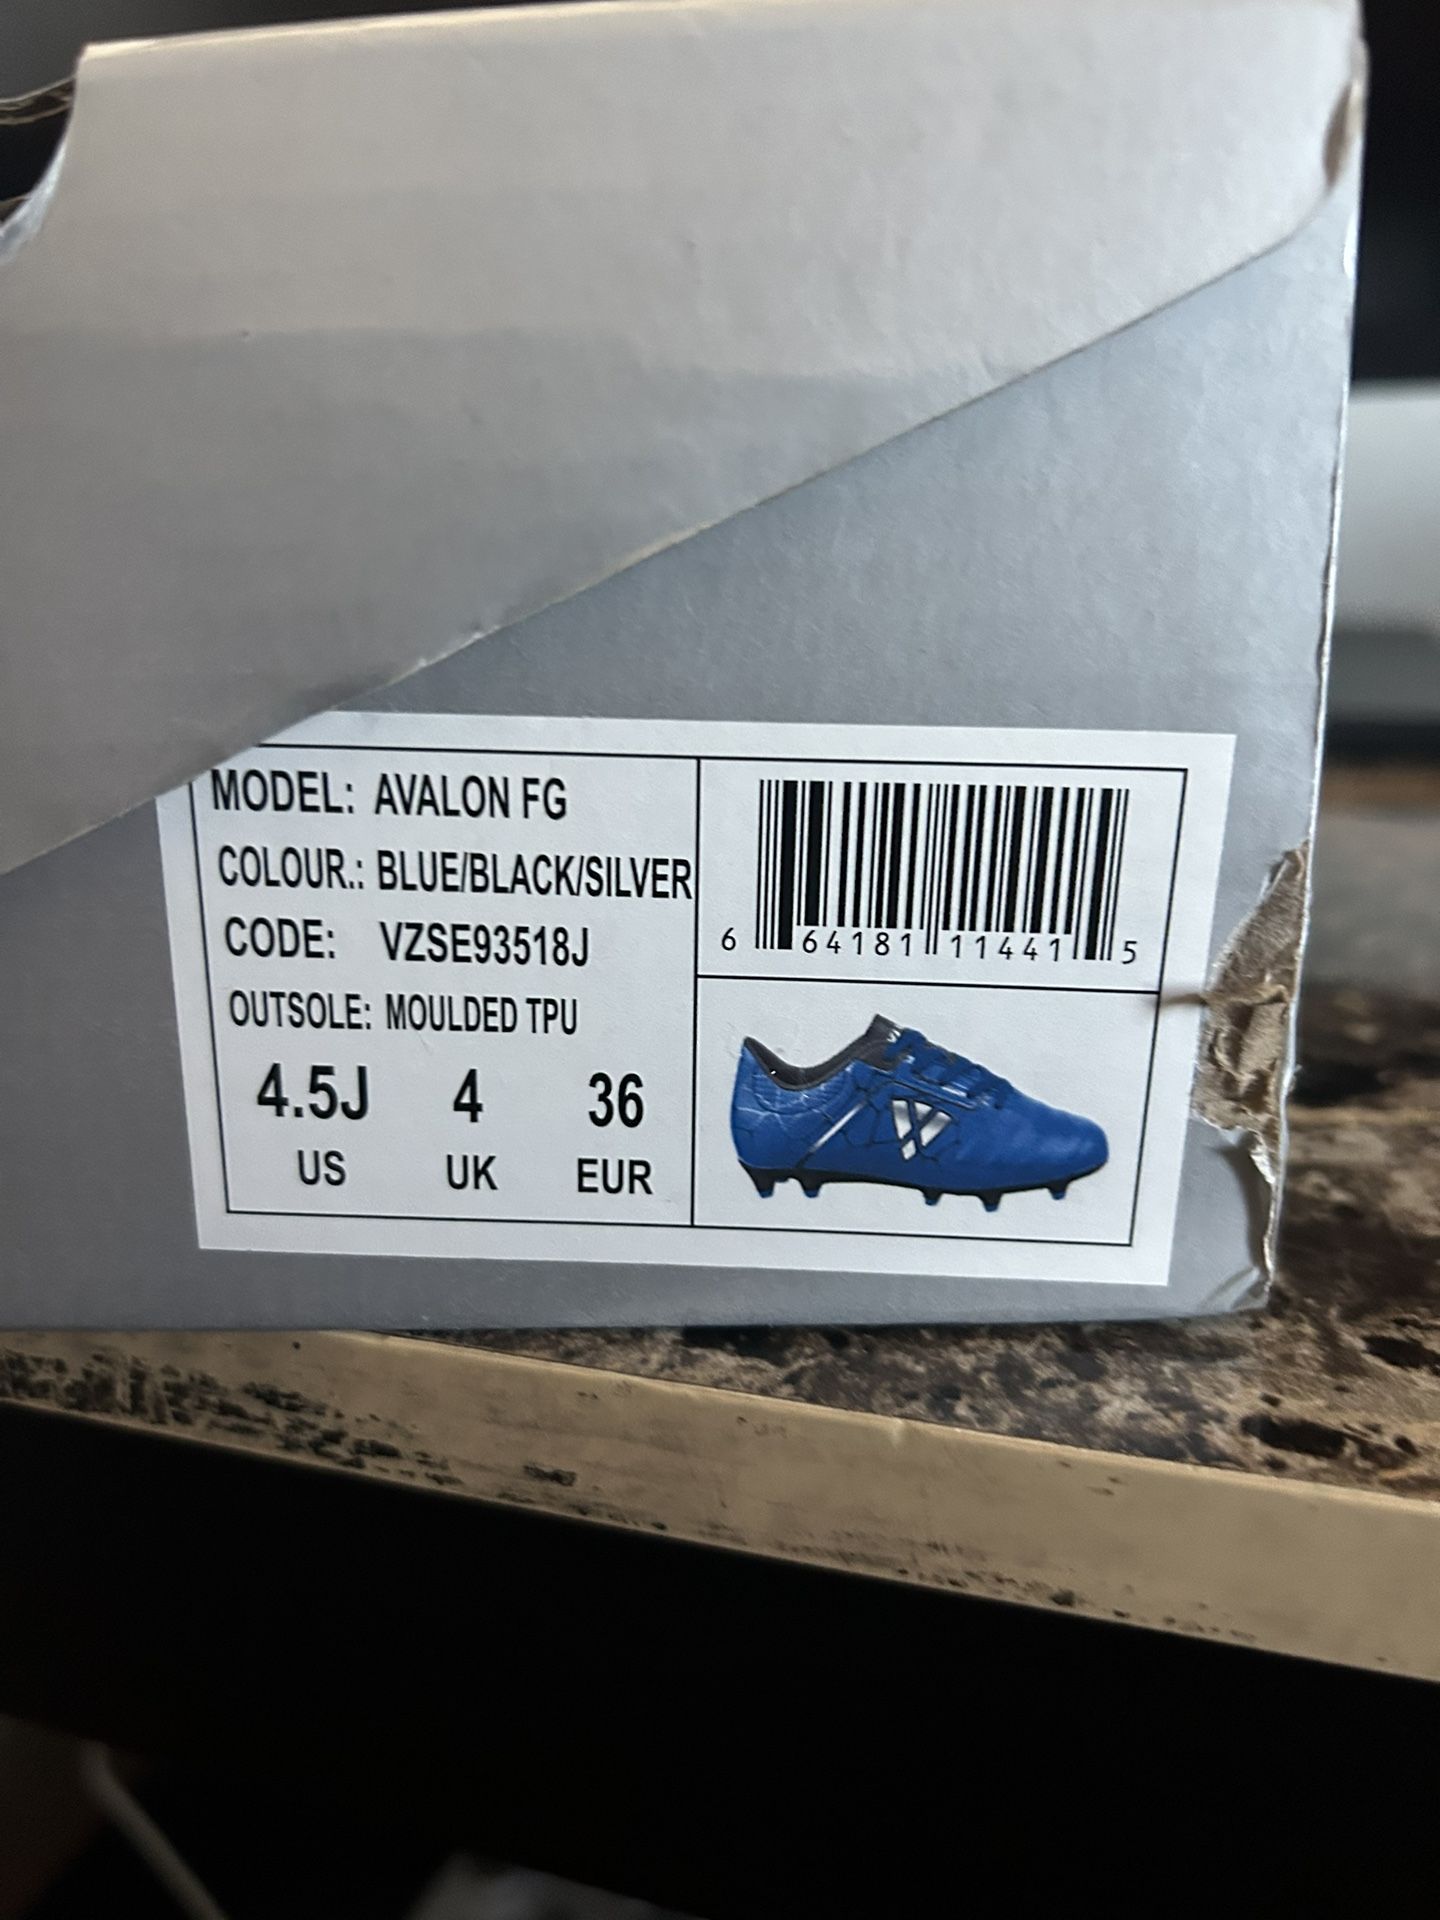 MODEL: AVALON FG
COLOUR.: BLUE/BLACK/SILVER
CODE: VZSE93518J
OUTSOLE: MOULDED TPU
4.5J 4 36
US UK EUR
6 64181 11441 5